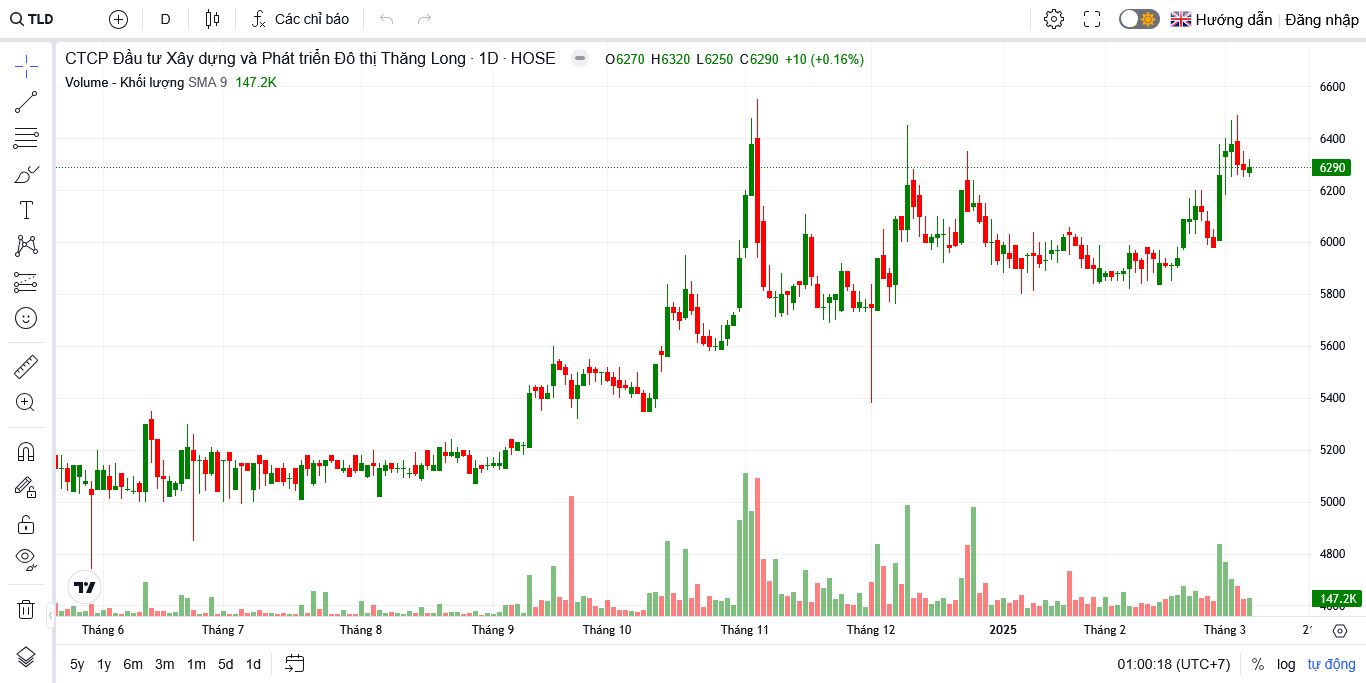 TLD D Các chỉ báo Hướng dẫn Đăng nhập
CTCP Đầu tư Xây dựng và Phát triển Đô thị Thăng Long · 1D · HOSE O6270 H6320 L6250 C6290 +10 (+0.16%)
Volume - Khối lượng SMA 9 147.2K
6600
6400
6290
6200
6000
5800
5600
5400
5200
5000
4800
147.2K
Tháng 6 Tháng 7 Tháng 8 Tháng 9 Tháng 10 Tháng 11 Tháng 12 2025 Tháng 2 Tháng 3
5y 1y 6m 3m 1m 5d 1d 01:00:18 (UTC+7) % log tự động